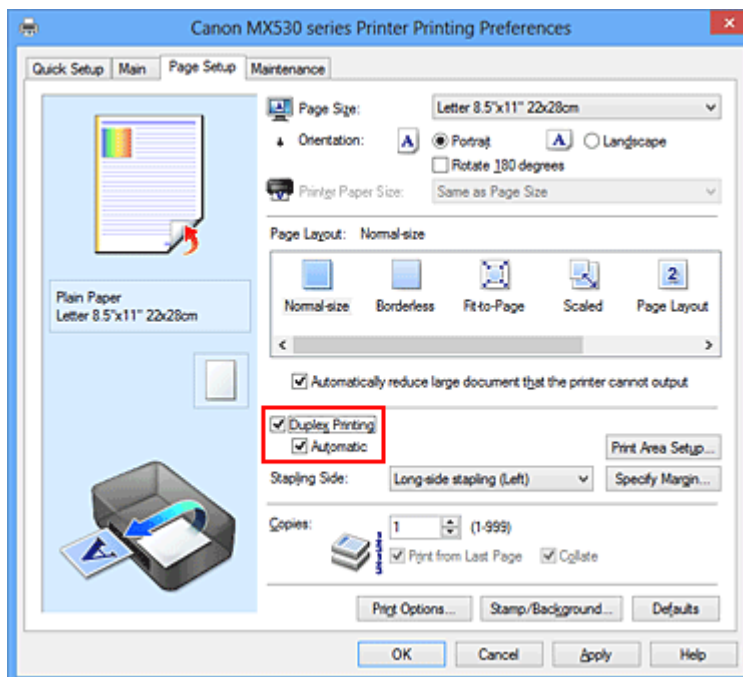 Canon MX530 series Printer Printing Preferences
Quick Setup Main Page Setup Maintenance
Page Size: Letter 8.5"x11" 22x28cm
Orientation: A Portrait A Landscape
Rotate 180 degrees
Printer Paper Size: Same as Page Size
Page Layout: Normal-size
Normal-size Borderless Fit-to-Page Scaled Page Layout
Plain Paper
Letter 8.5"x11" 22x28cm
Automatically reduce large document that the printer cannot output
Duplex Printing
Automatic
Print Area Setup...
Stapling Side: Long-side stapling (Left) Specify Margin...
Copies: 1 (1-999)
Print from Last Page Collate
Print Options... Stamp/Background... Defaults
OK Cancel Apply Help